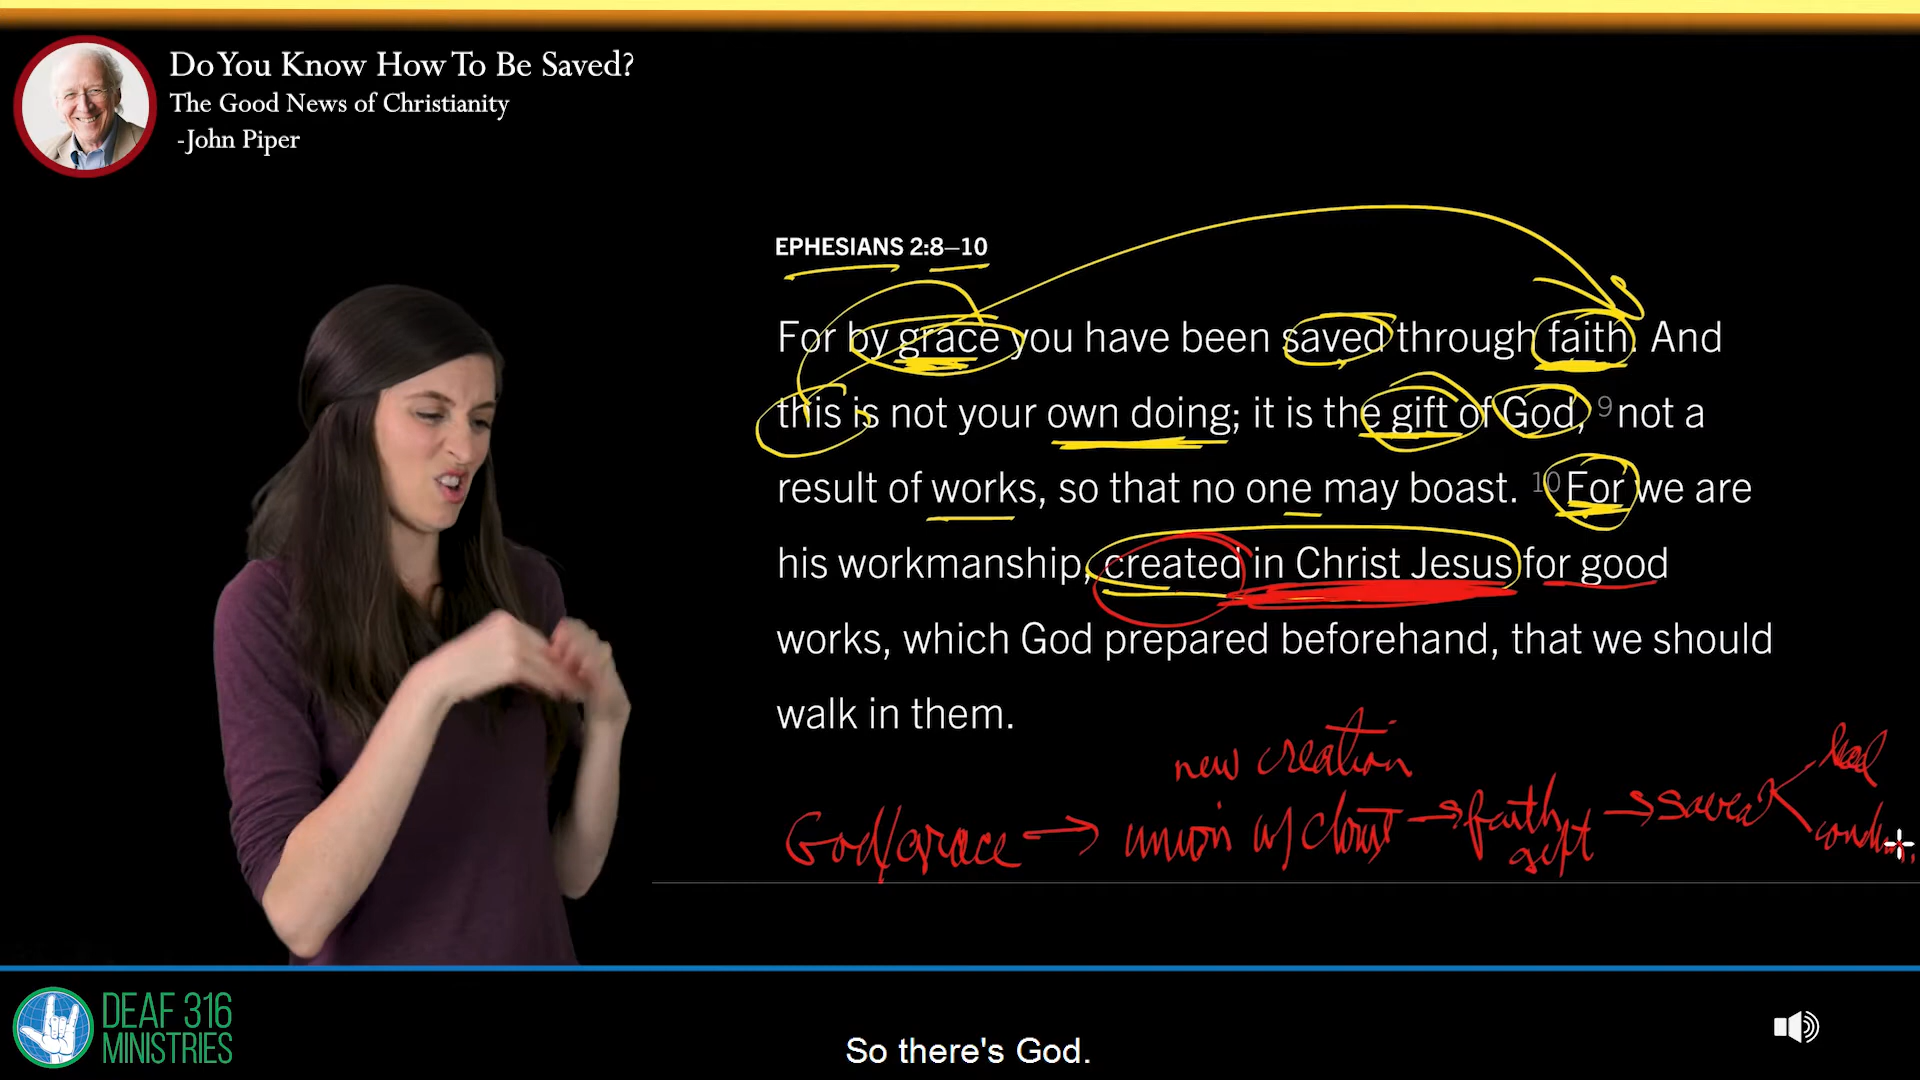 Do You Know How To Be Saved?
The Good News of Christianity
-John Piper
EPHESIANS 2:8–10
For by grace you have been saved through faith. And
this is not your own doing; it is the gift of God, 9 not a
result of works, so that no one may boast. 10 For we are
his workmanship, created in Christ Jesus for good
works, which God prepared beforehand, that we should
walk in them.
new creation
God/grace → union w/ Christ → faith → saved
gift
DEAF 316
MINISTRIES
So there's God.